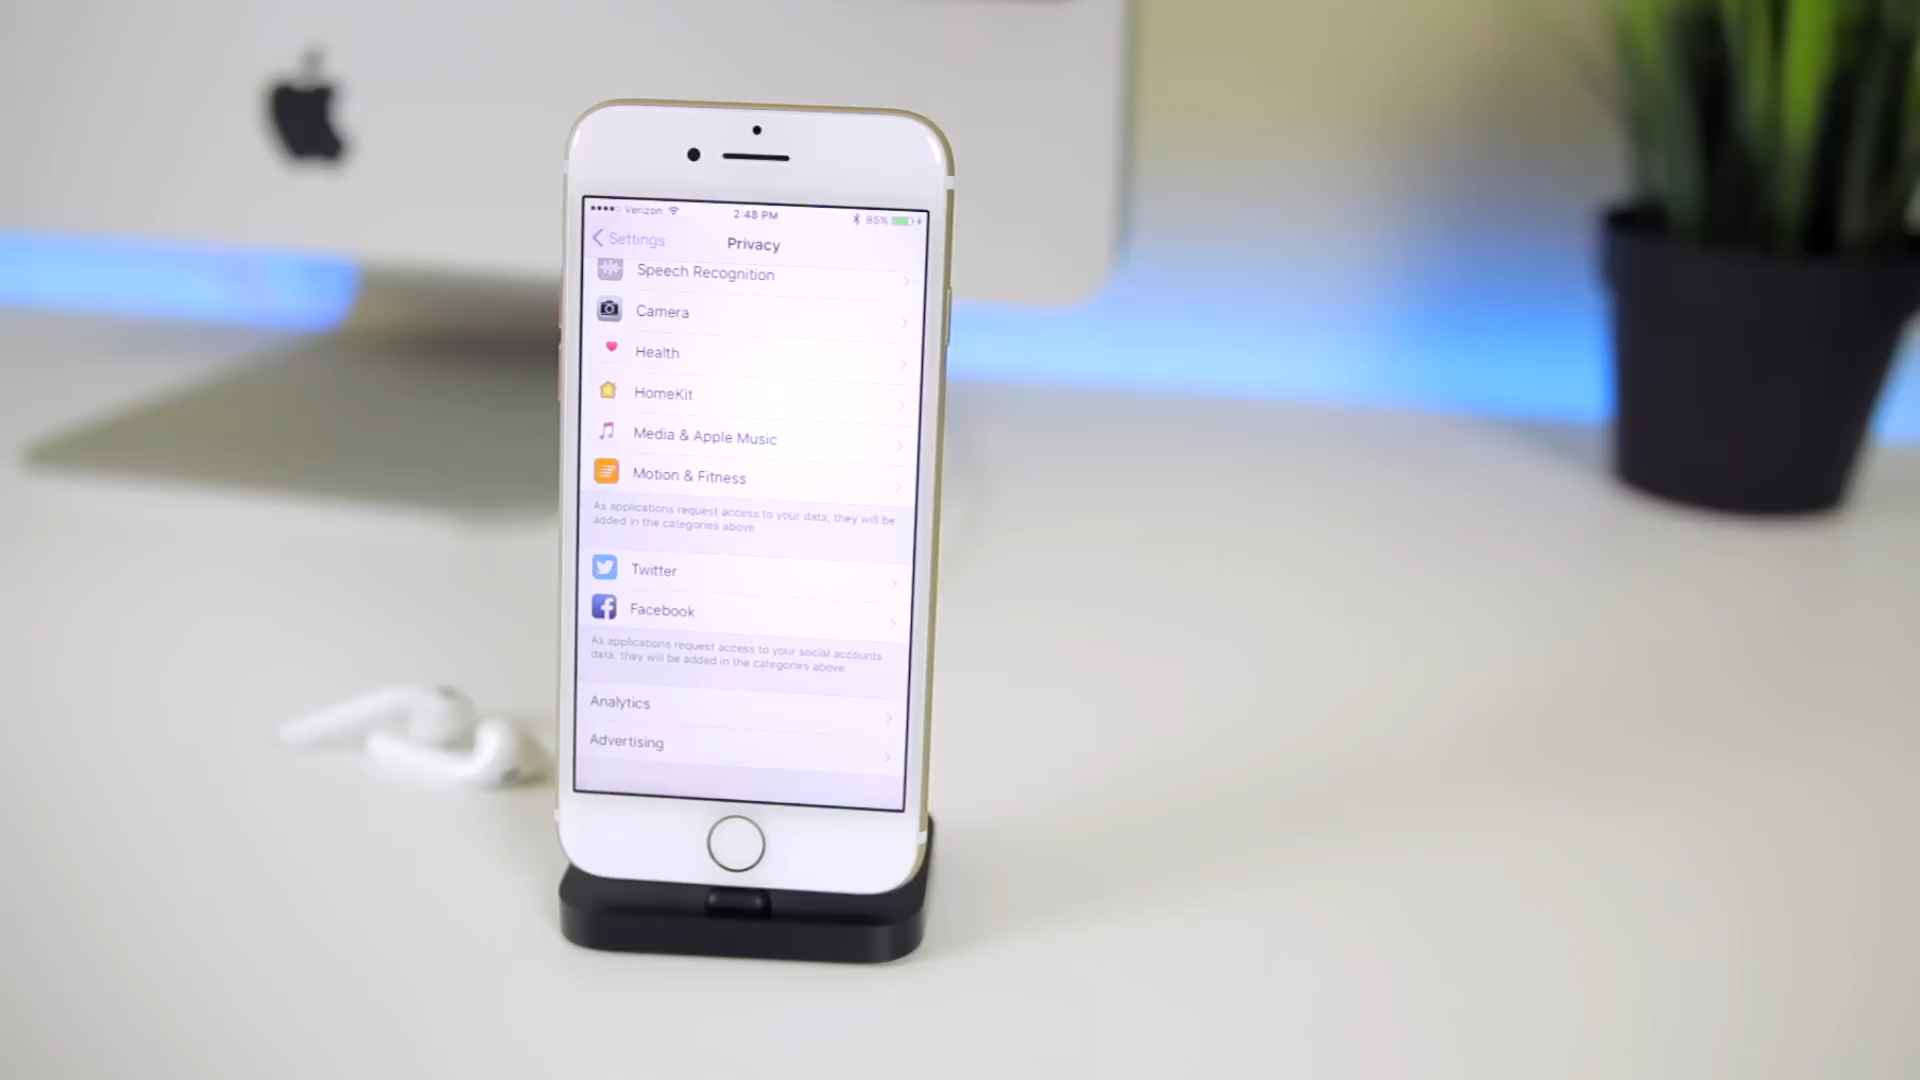 Verizon 2:48 PM 85%
Settings Privacy
Speech Recognition
Camera
Health
HomeKit
Media & Apple Music
Motion & Fitness
As applications request access to your data, they will be
added in the categories above.
Twitter
Facebook
As applications request access to your social accounts
data, they will be added in the categories above.
Analytics
Advertising